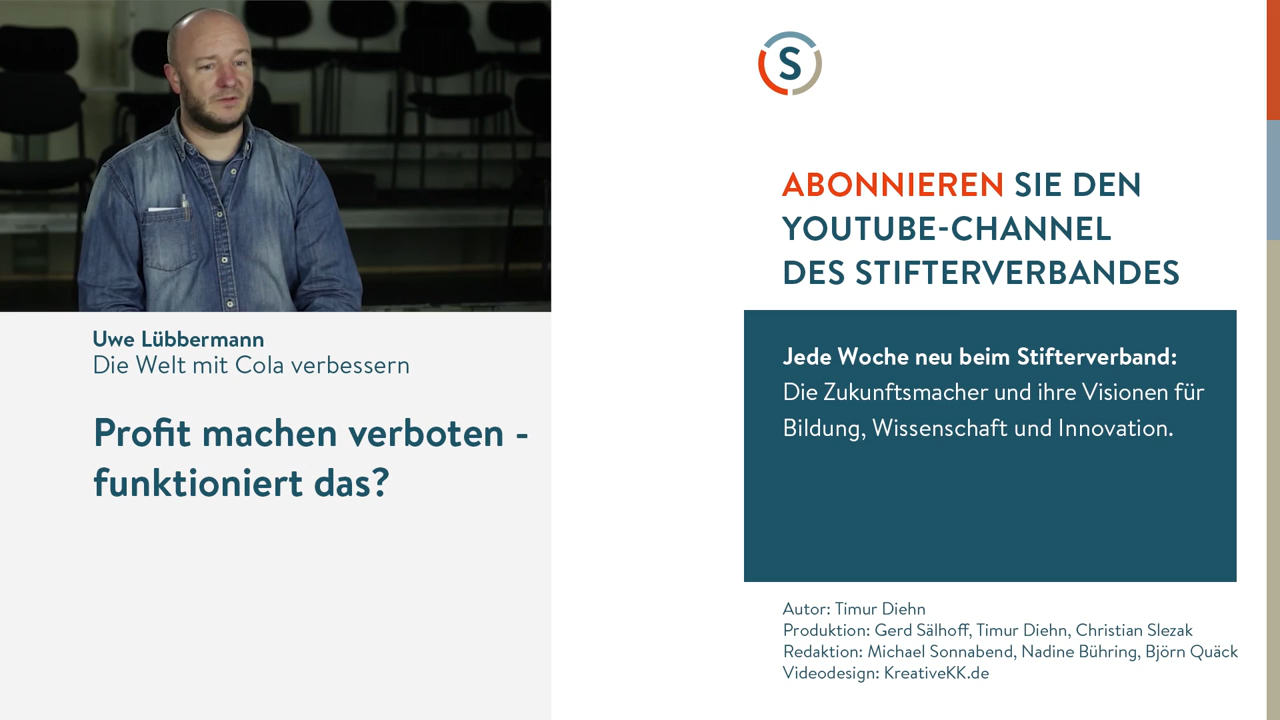 Uwe Lübbermann
Die Welt mit Cola verbessern
Profit machen verboten -
funktioniert das?
S
ABONNIEREN SIE DEN
YOUTUBE-CHANNEL
DES STIFTERVERBANDES
Jede Woche neu beim Stifterverband:
Die Zukunftsmacher und ihre Visionen für
Bildung, Wissenschaft und Innovation.
Autor: Timur Diehn
Produktion: Gerd Sälhoff, Timur Diehn, Christian Slezak
Redaktion: Michael Sonnabend, Nadine Bühring, Björn Quäck
Videodesign: KreativeKK.de